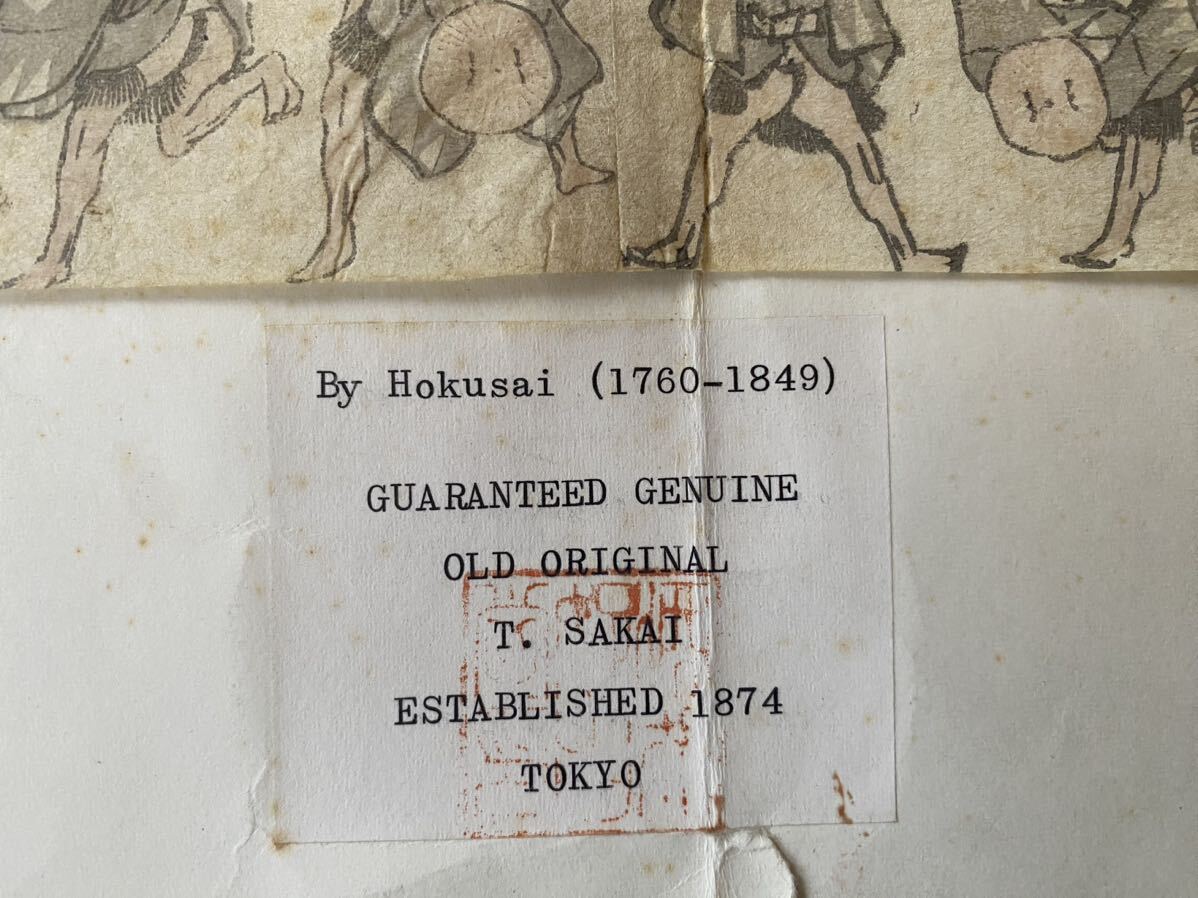 By Hokusai (1760-1849)
GUARANTEED GENUINE
OLD ORIGINAL
T. SAKAI
ESTABLISHED 1874
TOKYO